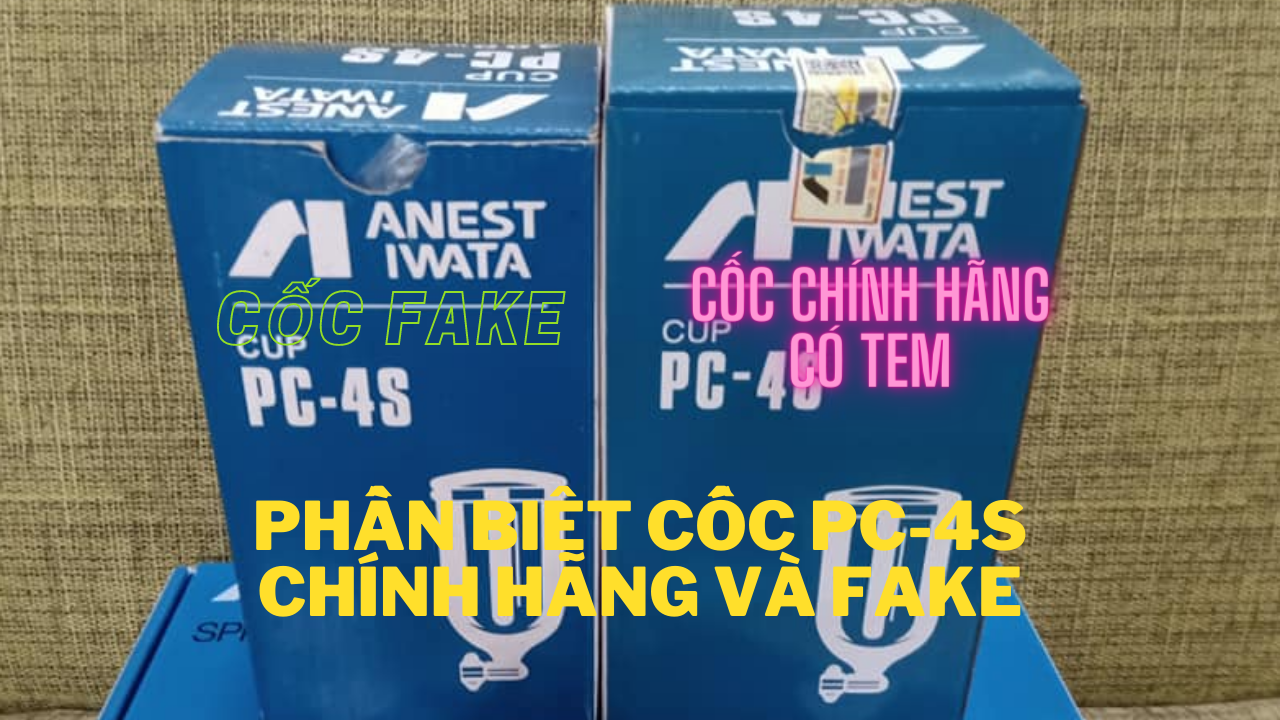 CUP
PC-4S
ANEST
IWATA
CUP
PC-4S
ANEST
IWATA
ANEST
IWATA
CỐC FAKE
CUP
PC-4S
NEST
IWATA
CỐC CHÍNH HÃNG
CÓ TEM
CUP
PC-4S
PHÂN BIỆT CỐC PC-4S
CHÍNH HÃNG VÀ FAKE